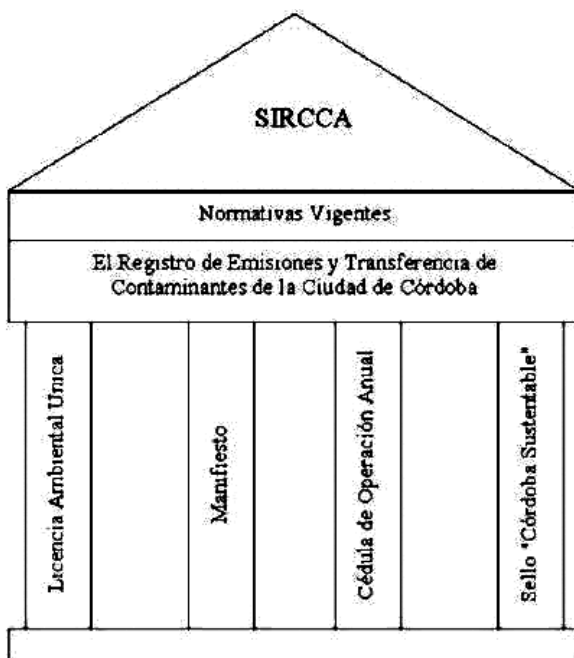 SIRCCA
Normativas Vigentes
El Registro de Emisiones y Transferencia de
Contaminantes de la Ciudad de Córdoba
Licencia Ambiental Unica
Manifiesto
Cédula de Operación Anual
Sello "Córdoba Sustentable"